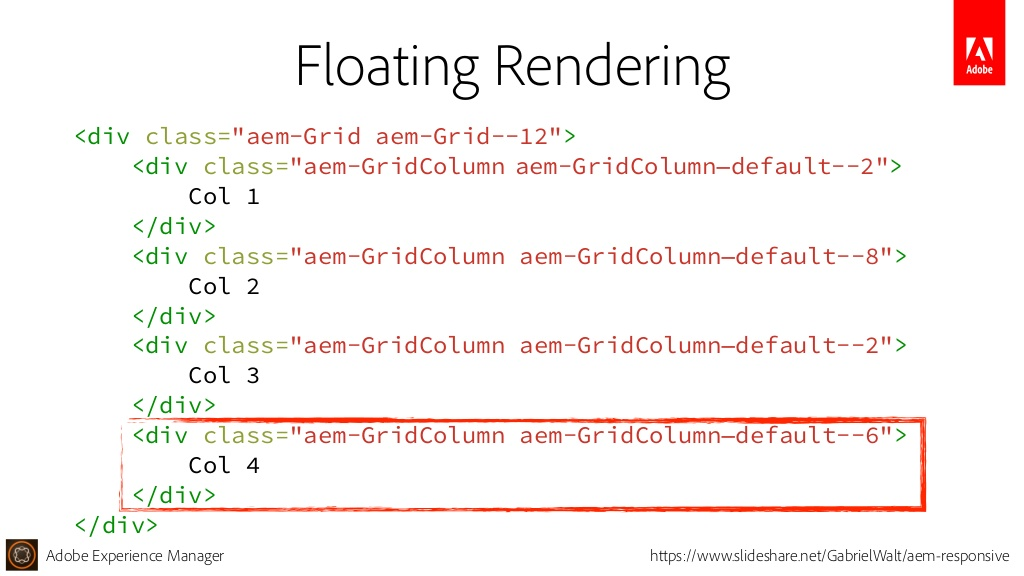 Floating Rendering
Adobe
<div class="aem-Grid aem-Grid--12">
<div class="aem-GridColumn aem-GridColumn—default--2">
Col 1
</div>
<div class="aem-GridColumn aem-GridColumn—default--8">
Col 2
</div>
<div class="aem-GridColumn aem-GridColumn—default--2">
Col 3
</div>
<div class="aem-GridColumn aem-GridColumn—default--6">
Col 4
</div>
</div>
Adobe Experience Manager
https://www.slideshare.net/GabrielWalt/aem-responsive